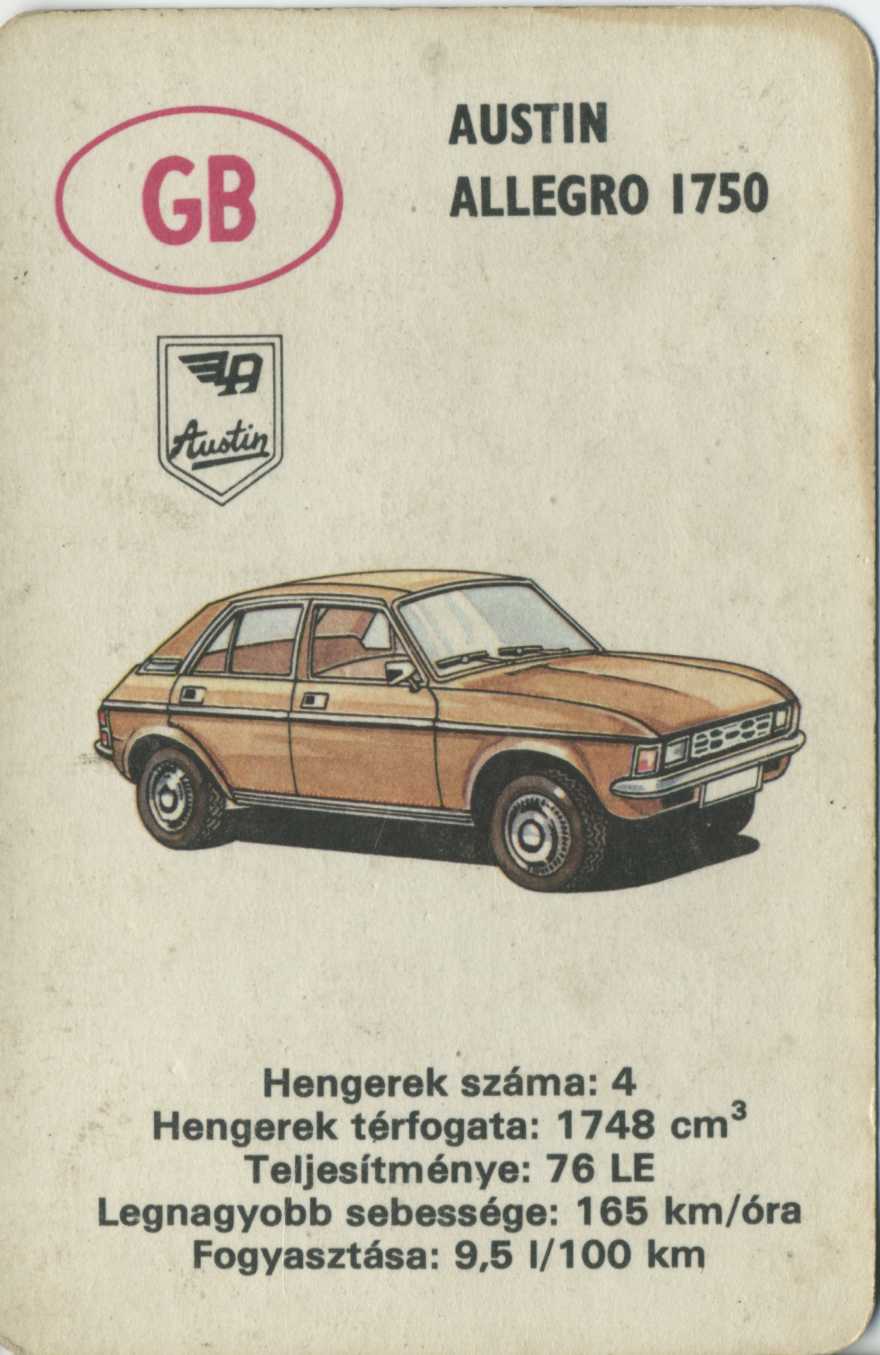 GB
AUSTIN
ALLEGRO 1750
A
Austin
Hengerek száma: 4
Hengerek térfogata: 1748 cm³
Teljesítménye: 76 LE
Legnagyobb sebessége: 165 km/óra
Fogyasztása: 9,5 l/100 km